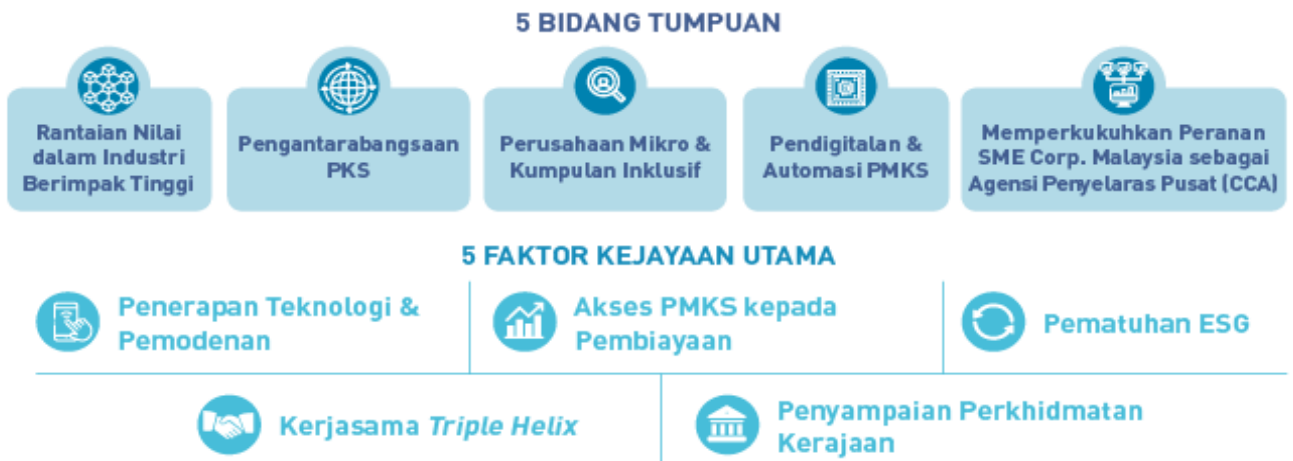 5 BIDANG TUMPUAN
Rantaian Nilai
dalam Industri
Berimpak Tinggi
Pengantarabangsaan
PKS
Perusahaan Mikro &
Kumpulan Inklusif
Pendigitalan &
Automasi PMKS
Memperkukuhkan Peranan
SME Corp. Malaysia sebagai
Agensi Penyelaras Pusat (CCA)
5 FAKTOR KEJAYAAN UTAMA
Penerapan Teknologi &
Pemodenan
Akses PMKS kepada
Pembiayaan
Pematuhan ESG
Kerjasama Triple Helix
Penyampaian Perkhidmatan
Kerajaan